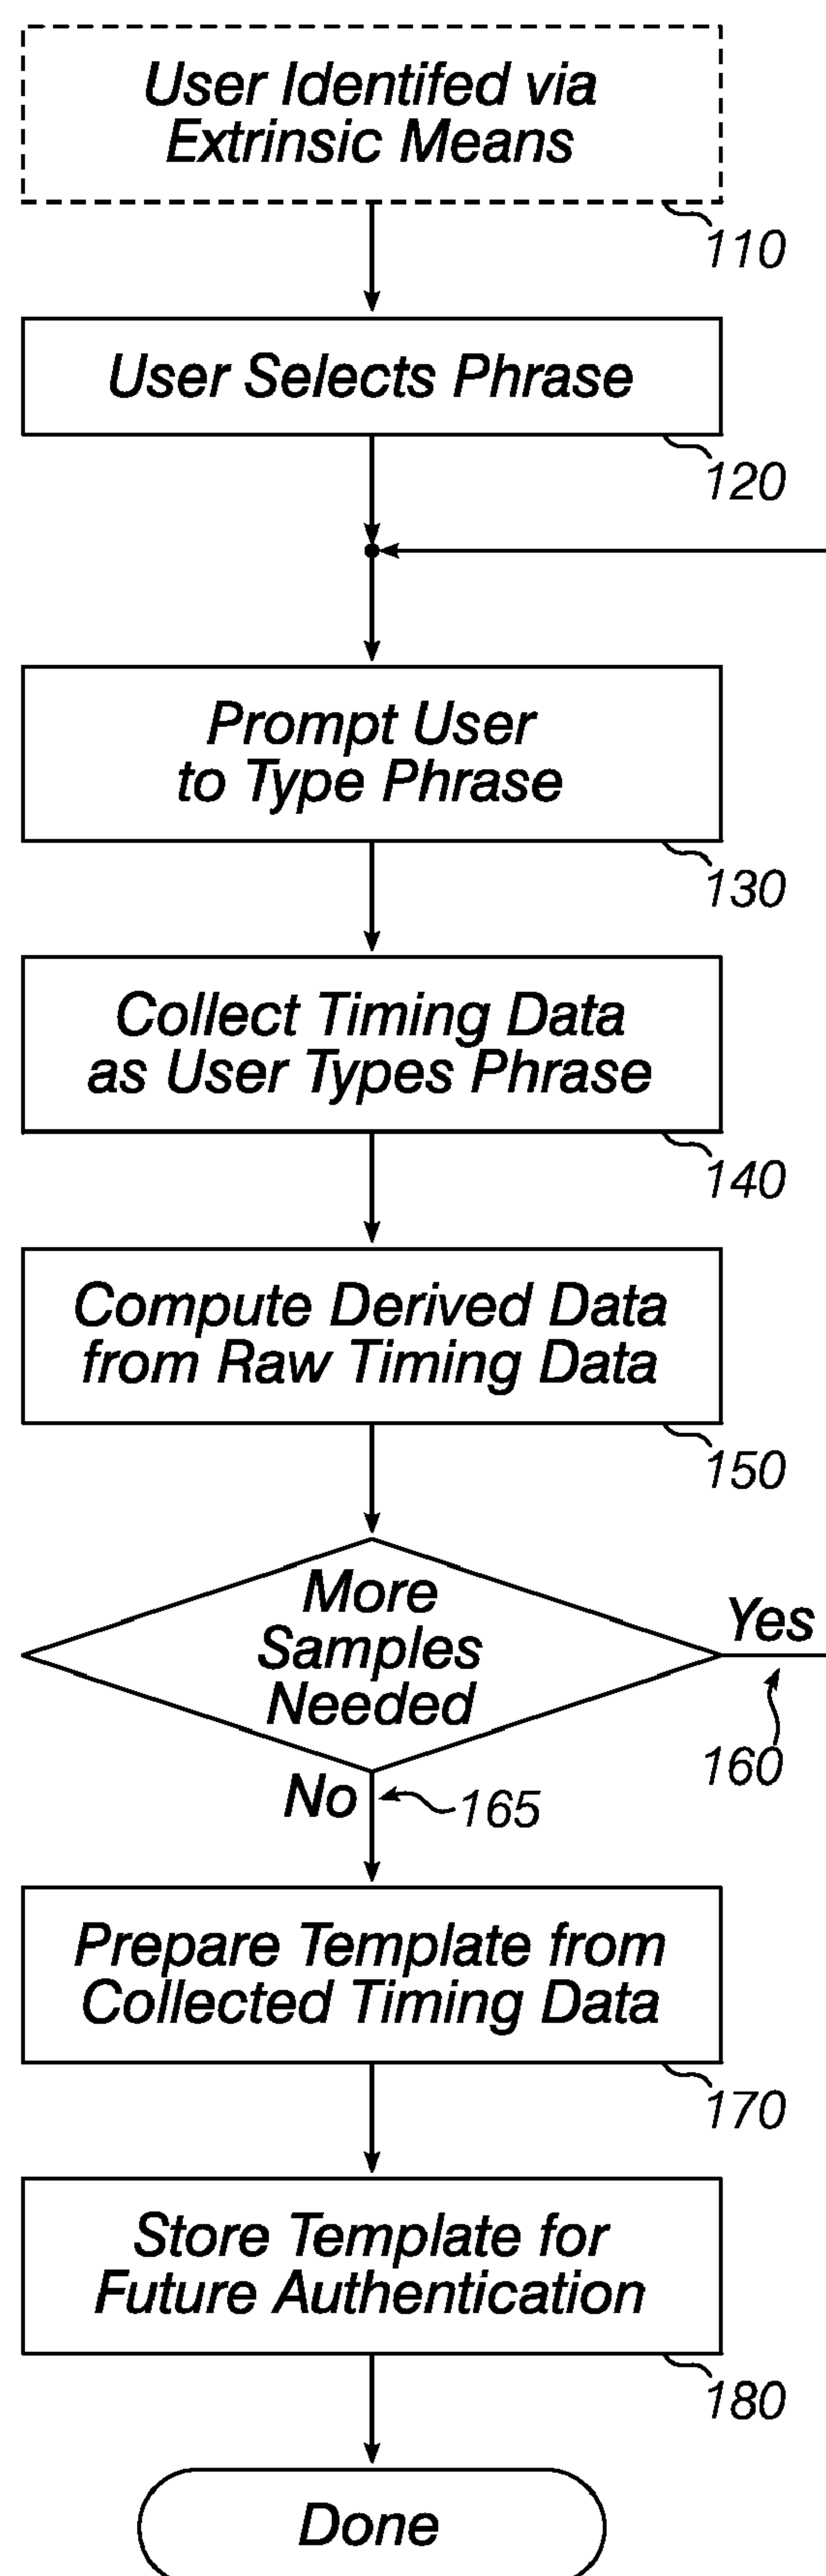 User Identifed via
Extrinsic Means
110
User Selects Phrase
120
Prompt User
to Type Phrase
130
Collect Timing Data
as User Types Phrase
140
Compute Derived Data
from Raw Timing Data
150
More
Samples
Needed
Yes
160
No
165
Prepare Template from
Collected Timing Data
170
Store Template for
Future Authentication
180
Done